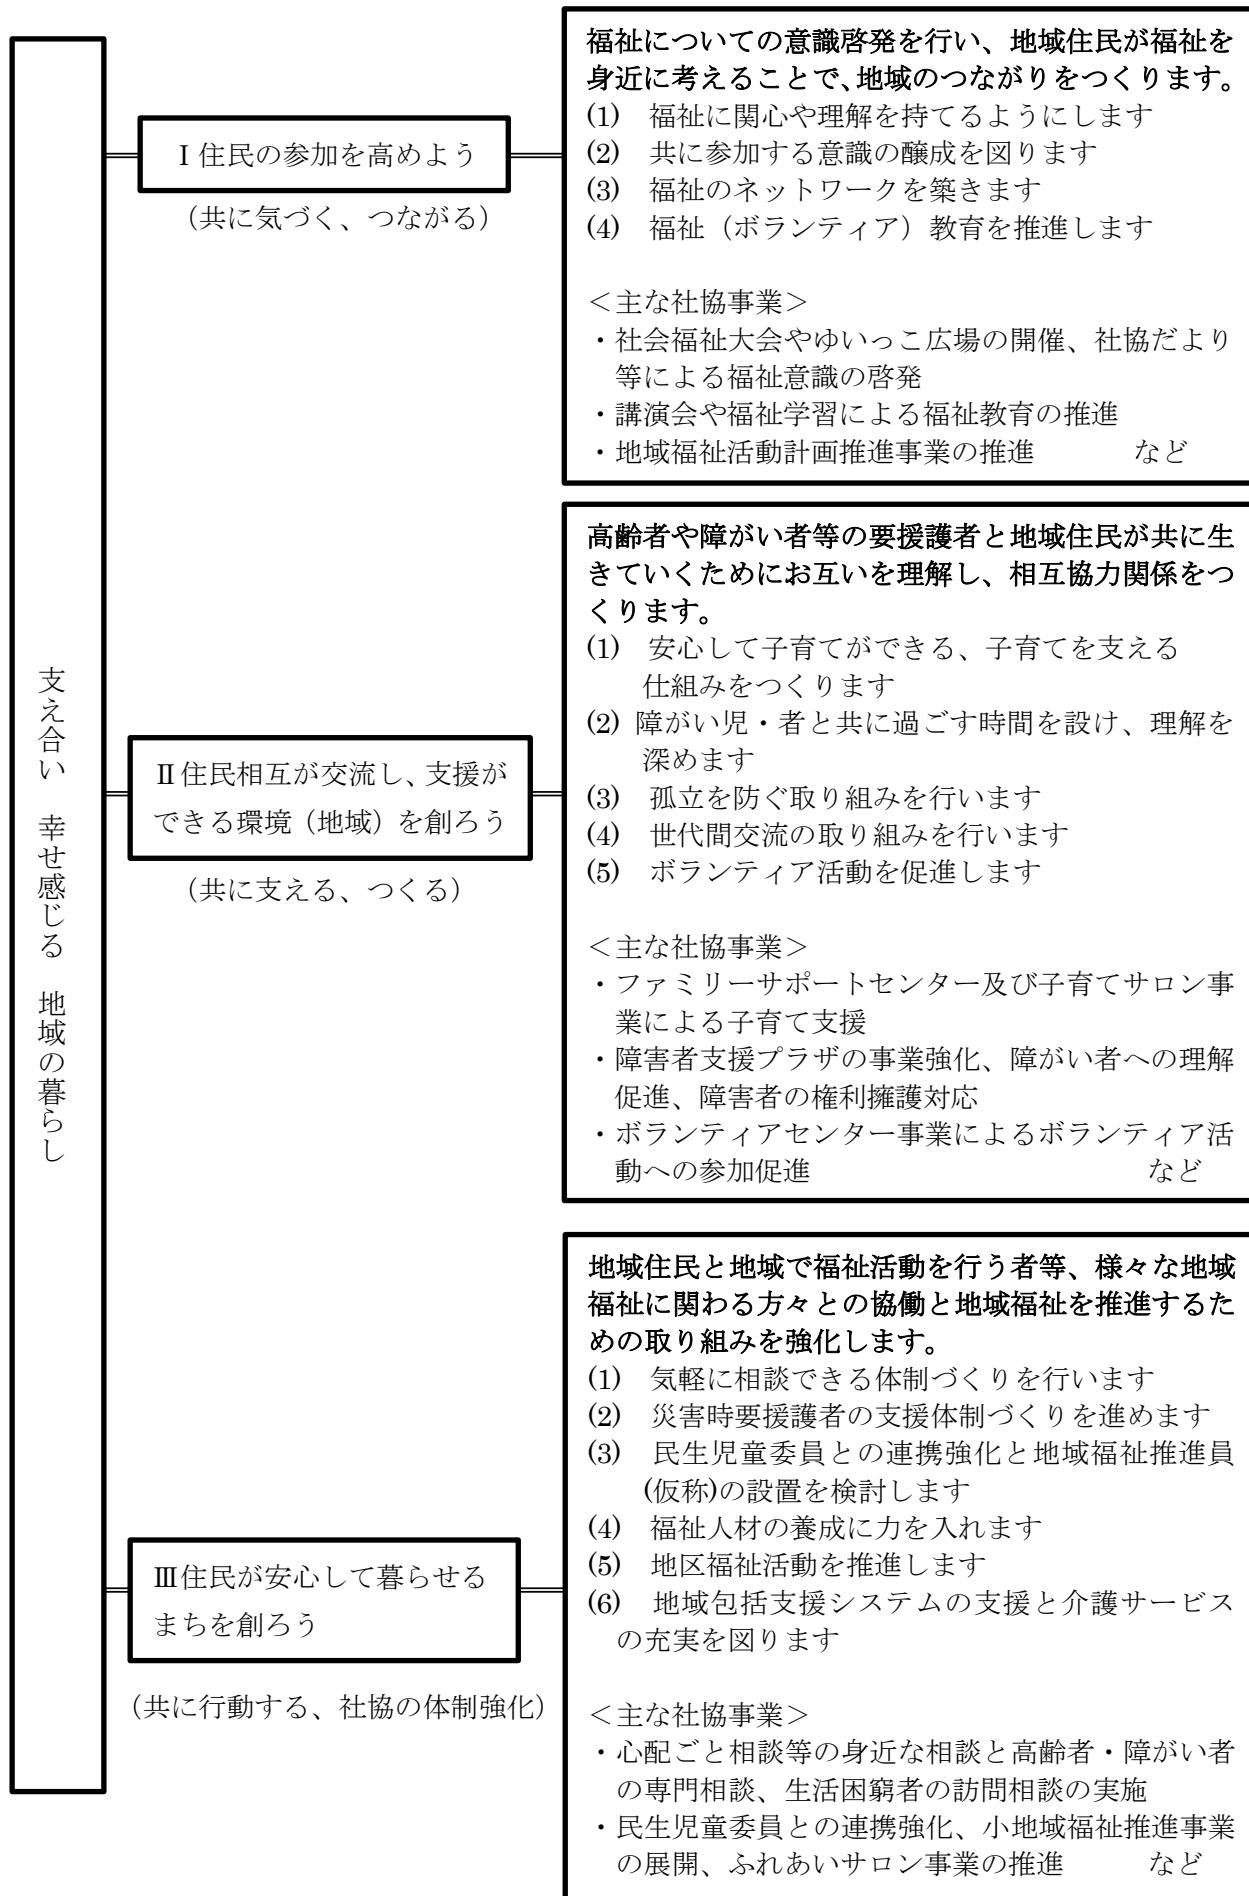 支え合い　幸せ感じる　地域の暮らし
Ⅰ住民の参加を高めよう
（共に気づく、つながる）
福祉についての意識啓発を行い、地域住民が福祉を
身近に考えることで、地域のつながりをつくります。
(1)　福祉に関心や理解を持てるようにします
(2)　共に参加する意識の醸成を図ります
(3)　福祉のネットワークを築きます
(4)　福祉（ボランティア）教育を推進します
＜主な社協事業＞
・社会福祉大会やゆいっこ広場の開催、社協だより
等による福祉意識の啓発
・講演会や福祉学習による福祉教育の推進
・地域福祉活動計画推進事業の推進　　　　など
Ⅱ住民相互が交流し、支援が
できる環境（地域）を創ろう
（共に支える、つくる）
高齢者や障がい者等の要援護者と地域住民が共に生
きていくためにお互いを理解し、相互協力関係をつ
くります。
(1)　安心して子育てができる、子育てを支える
仕組みをつくります
(2) 障がい児・者と共に過ごす時間を設け、理解を
深めます
(3)　孤立を防ぐ取り組みを行います
(4)　世代間交流の取り組みを行います
(5)　ボランティア活動を促進します
＜主な社協事業＞
・ファミリーサポートセンター及び子育てサロン事
業による子育て支援
・障害者支援プラザの事業強化、障がい者への理解
促進、障害者の権利擁護対応
・ボランティアセンター事業によるボランティア活
動への参加促進　　　　など
Ⅲ住民が安心して暮らせる
まちを創ろう
（共に行動する、社協の体制強化）
地域住民と地域で福祉活動を行う者等、様々な地域
福祉に関わる方々との協働と地域福祉を推進するた
めの取り組みを強化します。
(1)　気軽に相談できる体制づくりを行います
(2)　災害時要援護者の支援体制づくりを進めます
(3)　民生児童委員との連携強化と地域福祉推進員
(仮称)の設置を検討します
(4)　福祉人材の養成に力を入れます
(5)　地区福祉活動を推進します
(6)　地域包括支援システムの支援と介護サービス
の充実を図ります
＜主な社協事業＞
・心配ごと相談等の身近な相談と高齢者・障がい者
の専門相談、生活困窮者の訪問相談の実施
・民生児童委員との連携強化、小地域福祉推進事業
の展開、ふれあいサロン事業の推進　　　　など